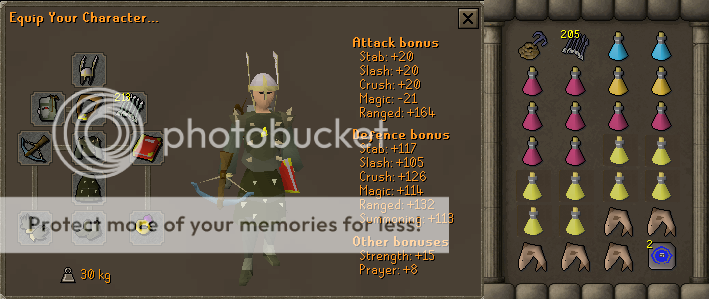 Equip Your Character...
Attack bonus
Stab: +20
Slash: +20
Crush: +20
Magic: -21
Ranged: +164
Defence bonus
Stab: +117
Slash: +105
Crush: +126
Magic: +114
Ranged: +132
Summoning: +113
Other bonuses
Strength: +15
Prayer: +8
30 kg
205
2
photobucket
Protect more of your memories for less!